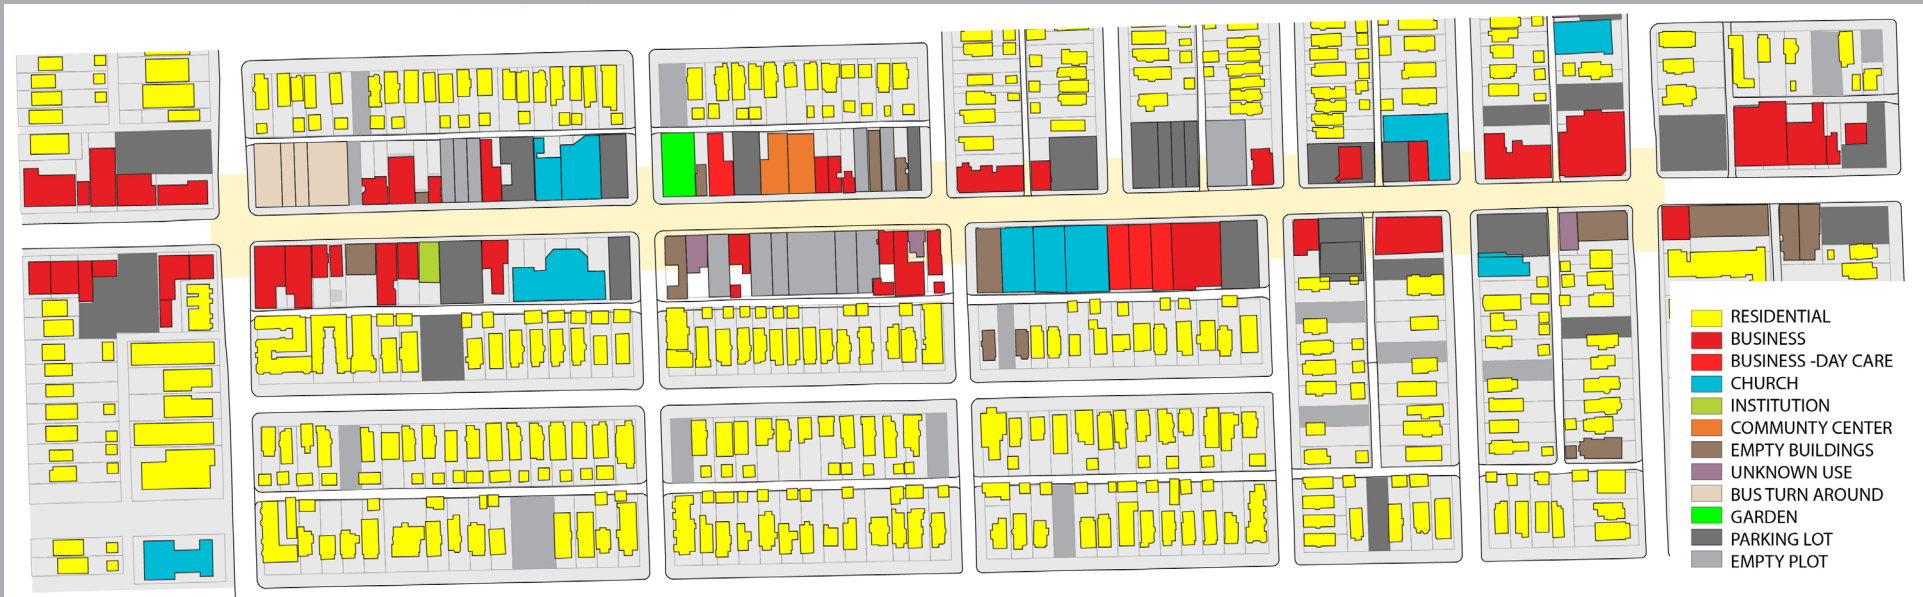 RESIDENTIAL
BUSINESS
BUSINESS -DAY CARE
CHURCH
INSTITUTION
COMMUNTY CENTER
EMPTY BUILDINGS
UNKNOWN USE
BUS TURN AROUND
GARDEN
PARKING LOT
EMPTY PLOT